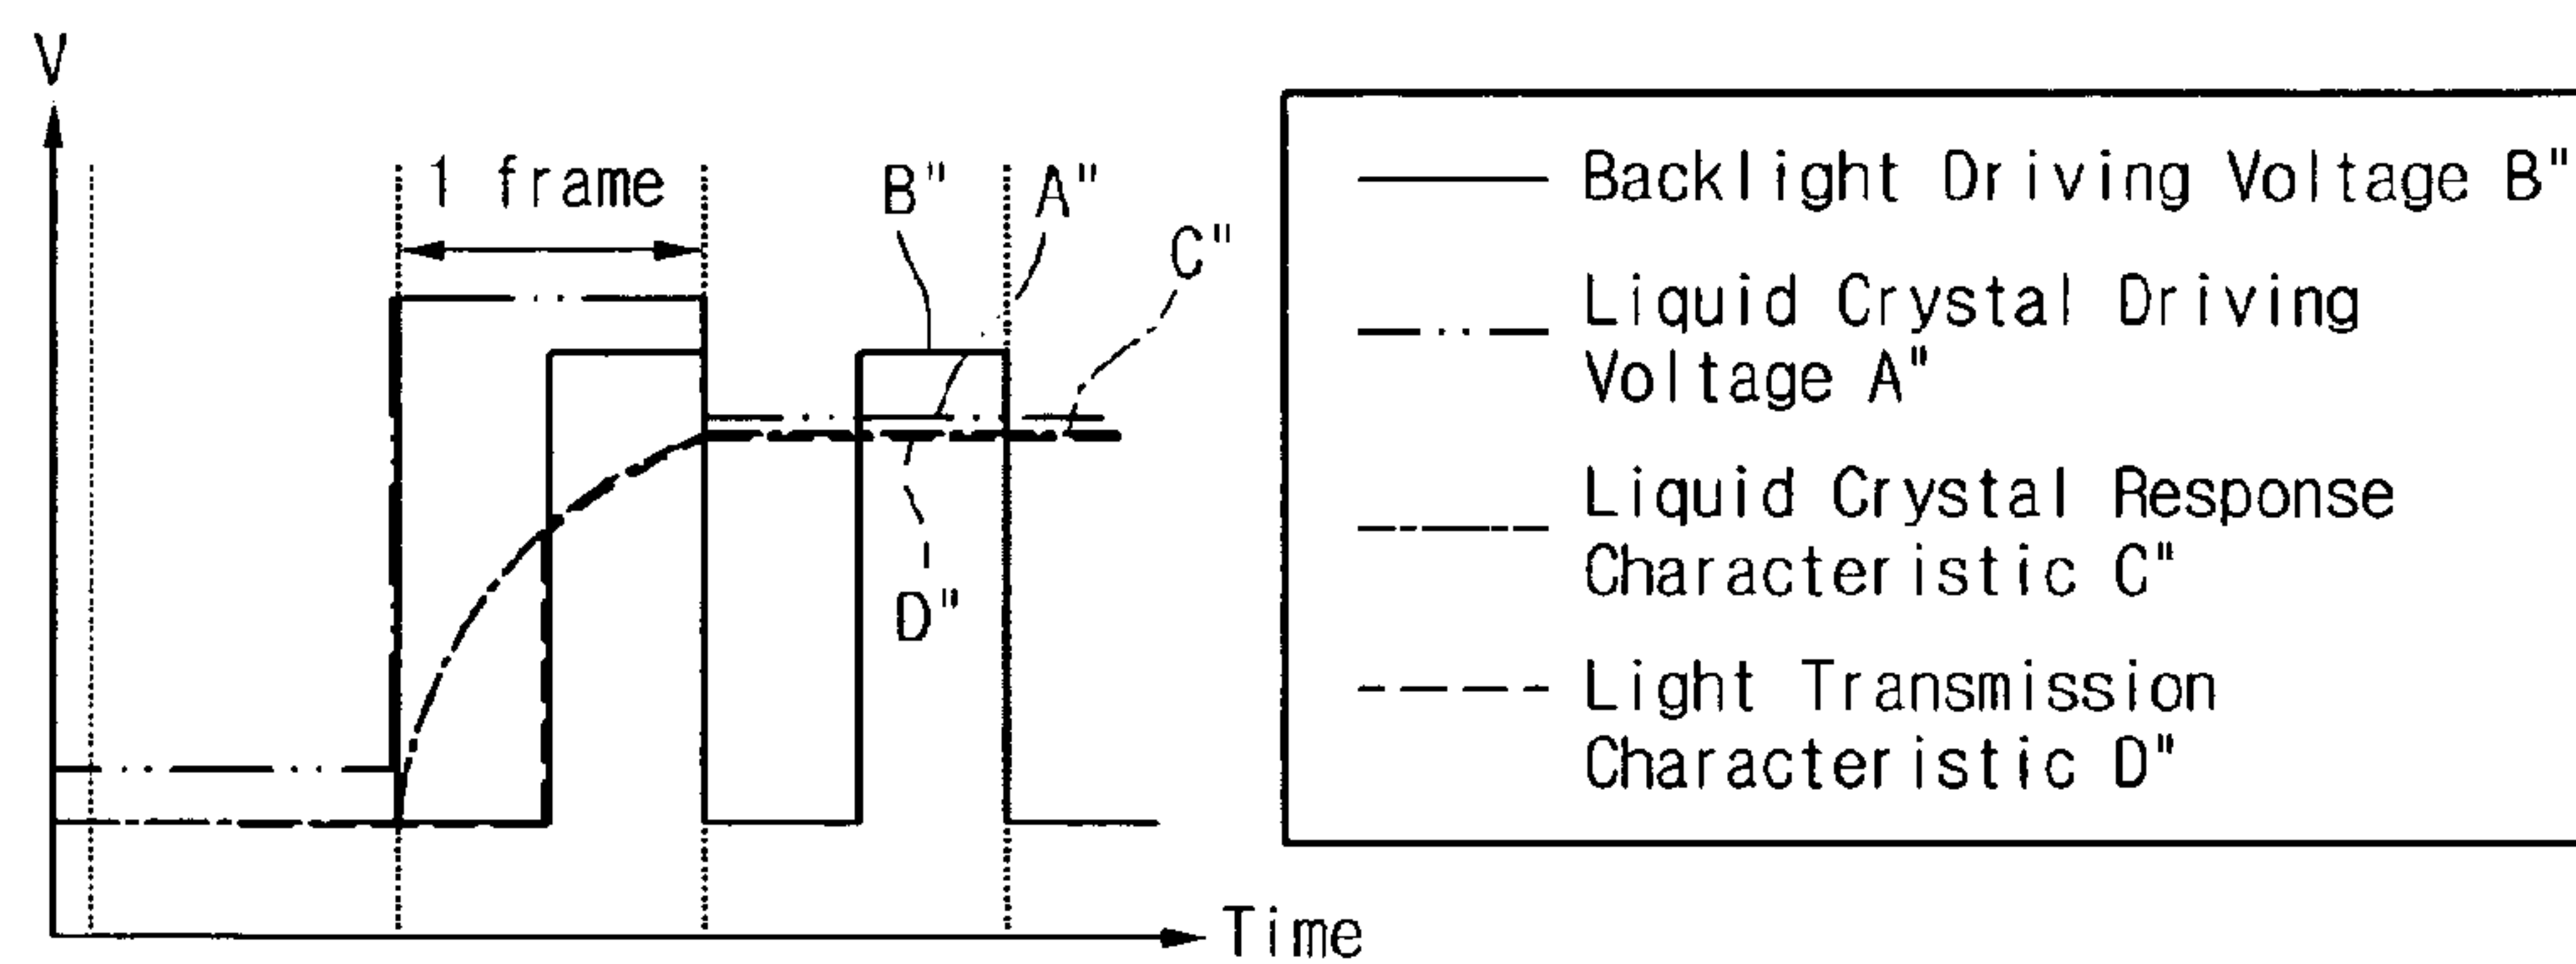 V
1 frame
B"
A"
C"
D"
Time
Backlight Driving Voltage B"
Liquid Crystal Driving
Voltage A"
Liquid Crystal Response
Characteristic C"
Light Transmission
Characteristic D"